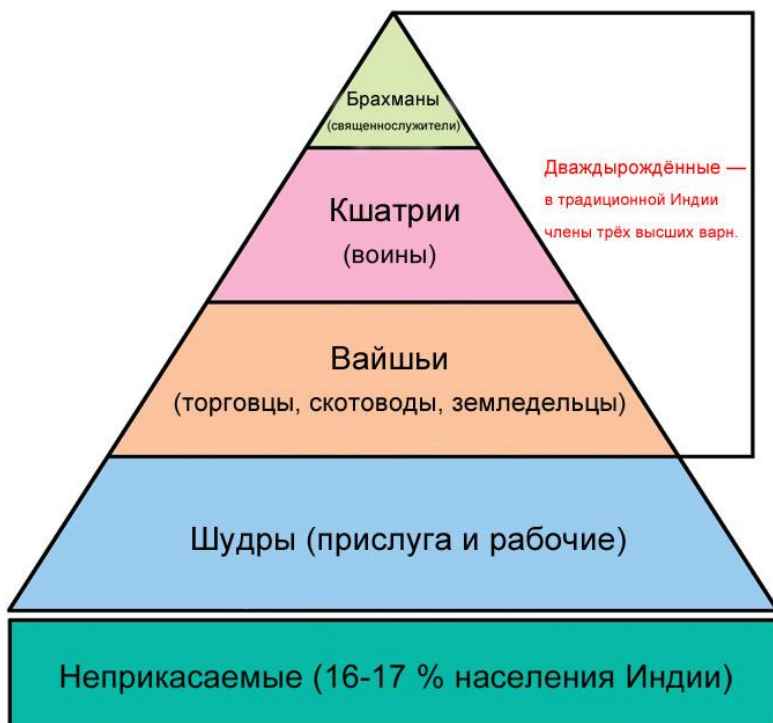 Брахманы
(священнослужители)
Дваждырождённые —
в традиционной Индии
члены трёх высших варн.
Кшатрии
(воины)
Вайшьи
(торговцы, скотоводы, земледельцы)
Шудры (прислуга и рабочие)
Неприкасаемые (16-17 % населения Индии)